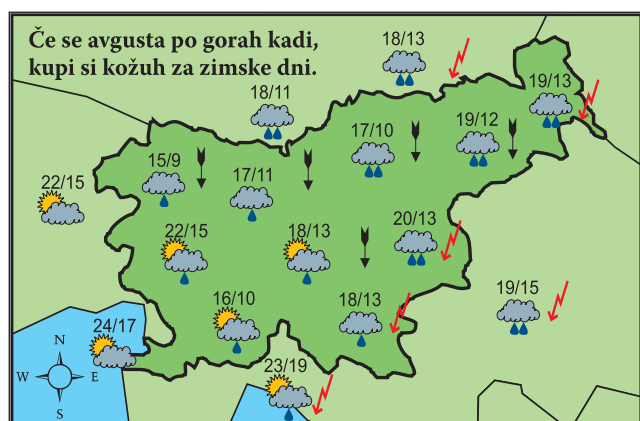 Če se avgusta po gorah kadi,
kupi si kožuh za zimske dni.
18/13
18/11
19/13
17/10
19/12
15/9
17/11
22/15
20/13
22/15
18/13
19/15
16/10
18/13
24/17
23/19
N
W
E
S